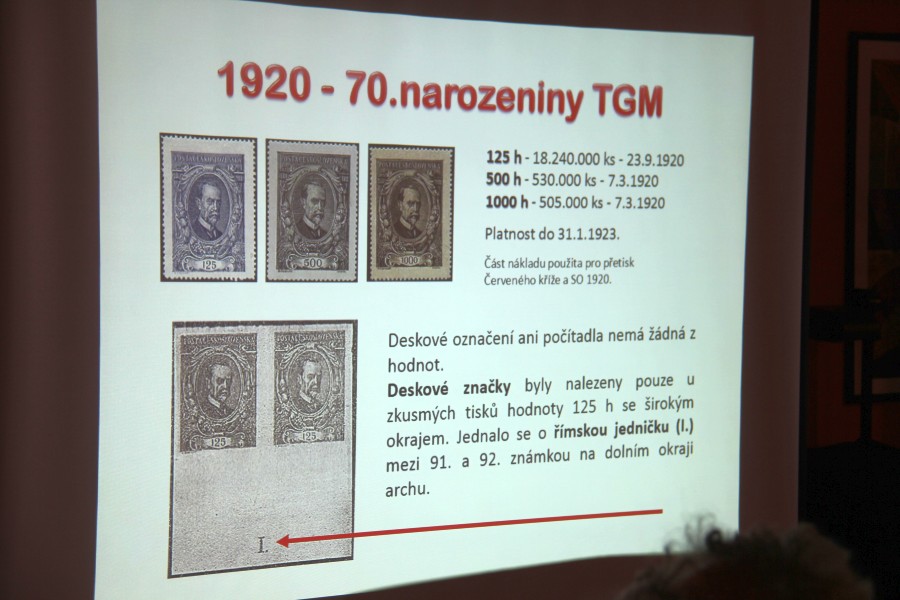 1920 - 70.narozeniny TGM
125 h - 18.240.000 ks - 23.9.1920
500 h - 530.000 ks - 7.3.1920
1000 h - 505.000 ks - 7.3.1920
Platnost do 31.1.1923.
Část nákladu použita pro přetisk
Červeného kříže a SO 1920.
125
500
1000
Deskové označení ani počítadla nemá žádná z
hodnot.
Deskové značky byly nalezeny pouze u
zkusmých tisků hodnoty 125 h se širokým
okrajem. Jednalo se o římskou jedničku (I.)
mezi 91. a 92. známkou na dolním okraji
archu.
125
125
I.